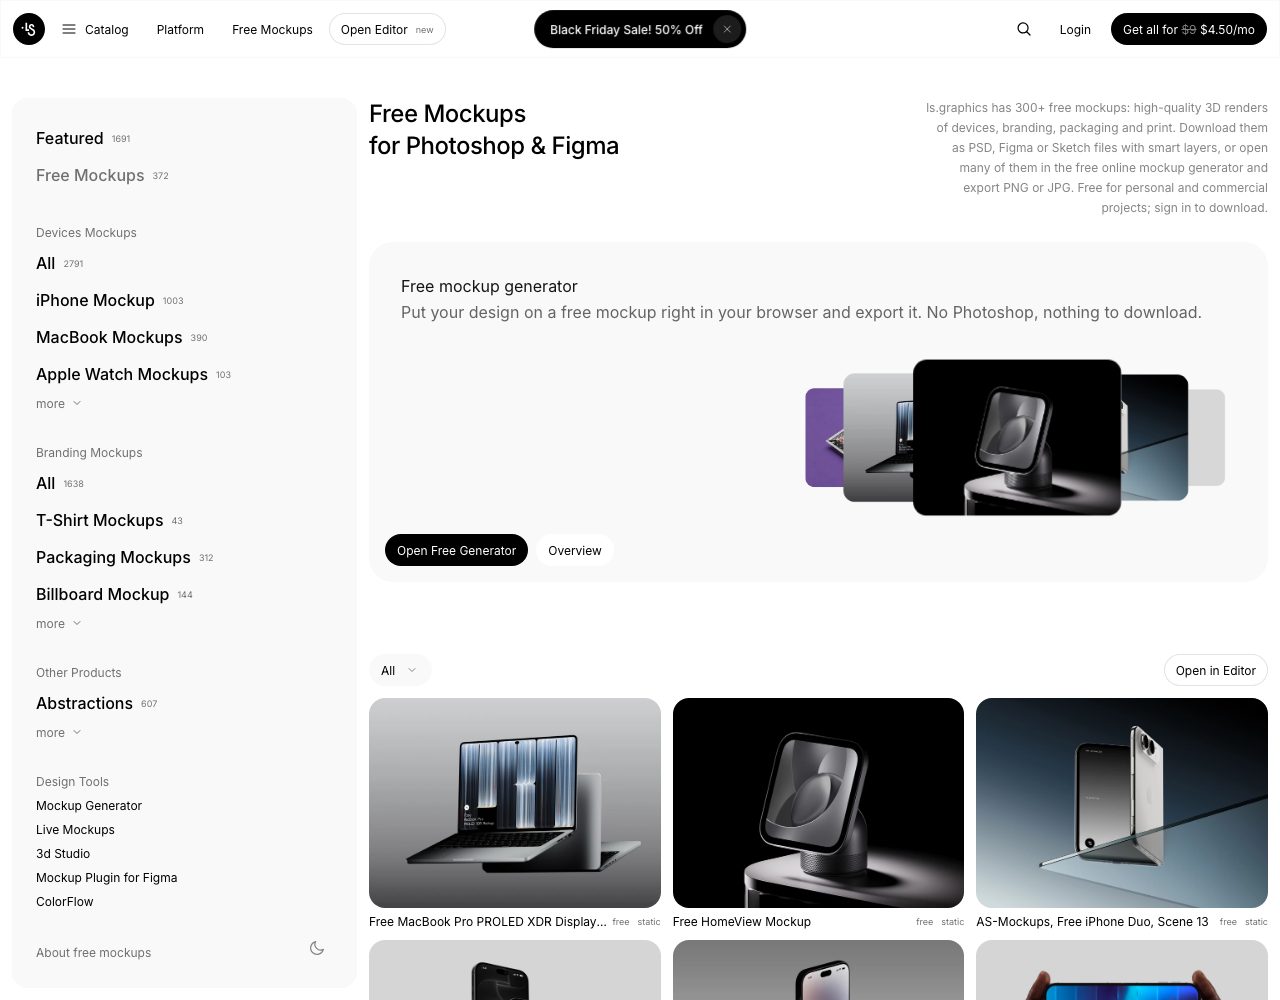 Catalog
Platform
Free Mockups
Open Editor new
Black Friday Sale! 50% Off
Login
Get all for $9 $4.50/mo
Featured 1691
Free Mockups 372
Devices Mockups
All 2791
iPhone Mockup 1003
MacBook Mockups 390
Apple Watch Mockups 103
more
Branding Mockups
All 1638
T-Shirt Mockups 43
Packaging Mockups 312
Billboard Mockup 144
more
Other Products
Abstractions 607
more
Design Tools
Mockup Generator
Live Mockups
3d Studio
Mockup Plugin for Figma
ColorFlow
About free mockups
Free Mockups
for Photoshop & Figma
ls.graphics has 300+ free mockups: high-quality 3D renders
of devices, branding, packaging and print. Download them
as PSD, Figma or Sketch files with smart layers, or open
many of them in the free online mockup generator and
export PNG or JPG. Free for personal and commercial
projects; sign in to download.
Free mockup generator
Put your design on a free mockup right in your browser and export it. No Photoshop, nothing to download.
Open Free Generator
Overview
All
Open in Editor
Free MacBook Pro PROLED XDR Display... free static
Free HomeView Mockup free static
AS-Mockups, Free iPhone Duo, Scene 13 free static